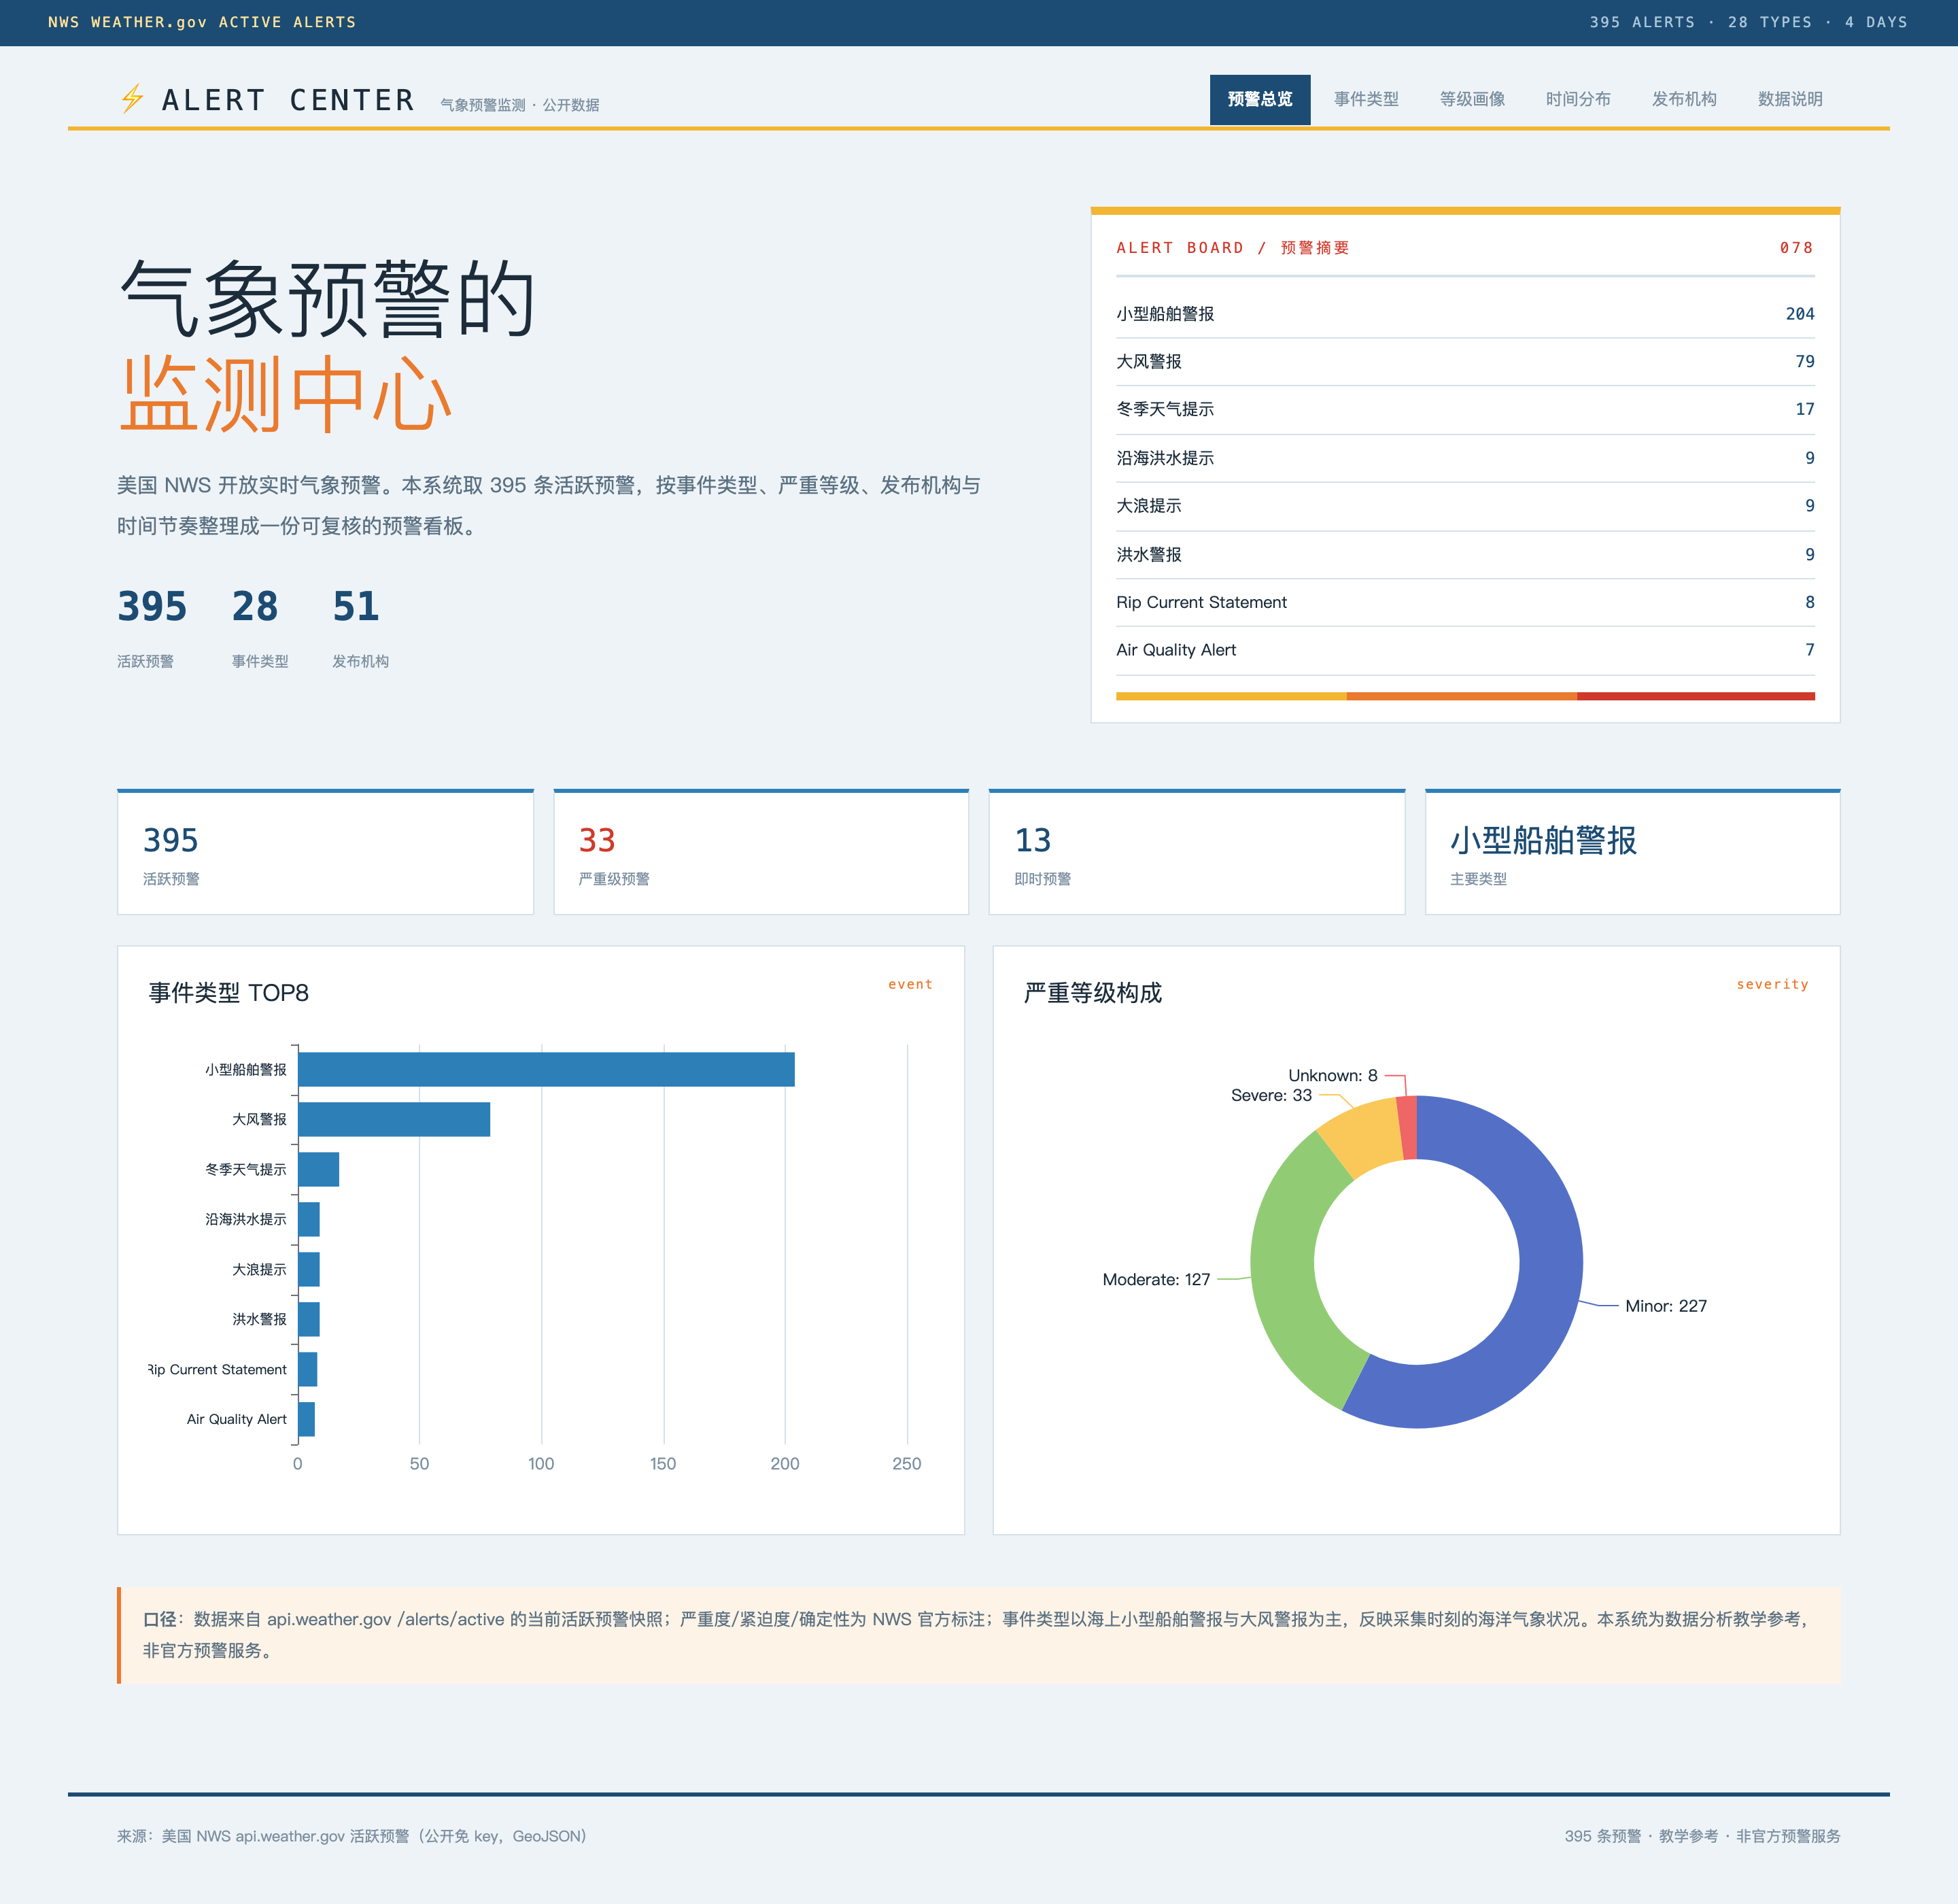 NWS WEATHER.gov ACTIVE ALERTS
395 ALERTS · 28 TYPES · 4 DAYS
ALERT CENTER
气象预警监测 · 公开数据
预警总览
事件类型
等级画像
时间分布
发布机构
数据说明
气象预警的
监测中心
美国 NWS 开放实时气象预警。本系统取 395 条活跃预警，按事件类型、严重等级、发布机构与
时间节奏整理成一份可复核的预警看板。
395
28
51
活跃预警
事件类型
发布机构
ALERT BOARD / 预警摘要
078
小型船舶警报
204
大风警报
79
冬季天气提示
17
沿海洪水提示
9
大浪提示
9
洪水警报
9
Rip Current Statement
8
Air Quality Alert
7
395
活跃预警
33
严重级预警
13
即时预警
小型船舶警报
主要类型
事件类型 TOP8
event
小型船舶警报
大风警报
冬季天气提示
沿海洪水提示
大浪提示
洪水警报
Rip Current Statement
Air Quality Alert
0
50
100
150
200
250
严重等级构成
severity
Unknown: 8
Severe: 33
Moderate: 127
Minor: 227
口径：数据来自 api.weather.gov /alerts/active 的当前活跃预警快照；严重度/紧迫度/确定性为 NWS 官方标注；事件类型以海上小型船舶警报与大风警报为主，反映采集时刻的海洋气象状况。本系统为数据分析教学参考，
非官方预警服务。
来源：美国 NWS api.weather.gov 活跃预警（公开免 key，GeoJSON）
395 条预警 · 教学参考 · 非官方预警服务